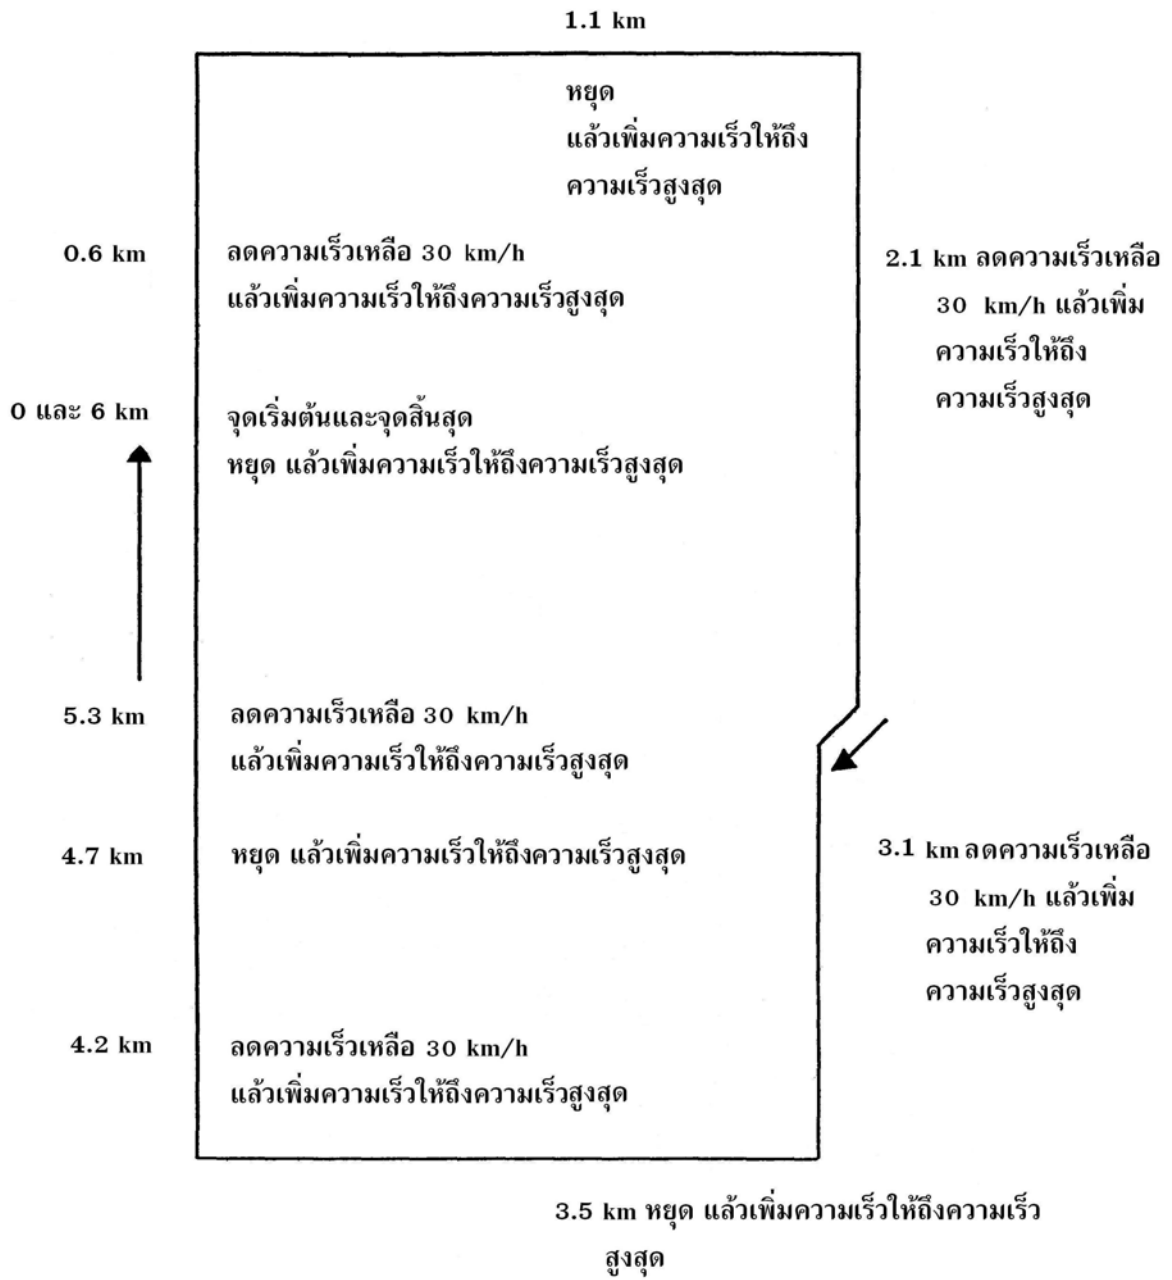 1.1 km
หยุด
แล้วเพิ่มความเร็วให้ถึง
ความเร็วสูงสุด
0.6 km
ลดความเร็วเหลือ 30 km/h
แล้วเพิ่มความเร็วให้ถึงความเร็วสูงสุด
2.1 km ลดความเร็วเหลือ
30 km/h แล้วเพิ่ม
ความเร็วให้ถึง
ความเร็วสูงสุด
0 และ 6 km
จุดเริ่มต้นและจุดสิ้นสุด
หยุด แล้วเพิ่มความเร็วให้ถึงความเร็วสูงสุด
5.3 km
ลดความเร็วเหลือ 30 km/h
แล้วเพิ่มความเร็วให้ถึงความเร็วสูงสุด
4.7 km
หยุด แล้วเพิ่มความเร็วให้ถึงความเร็วสูงสุด
3.1 km ลดความเร็วเหลือ
30 km/h แล้วเพิ่ม
ความเร็วให้ถึง
ความเร็วสูงสุด
4.2 km
ลดความเร็วเหลือ 30 km/h
แล้วเพิ่มความเร็วให้ถึงความเร็วสูงสุด
3.5 km หยุด แล้วเพิ่มความเร็วให้ถึงความเร็ว
สูงสุด